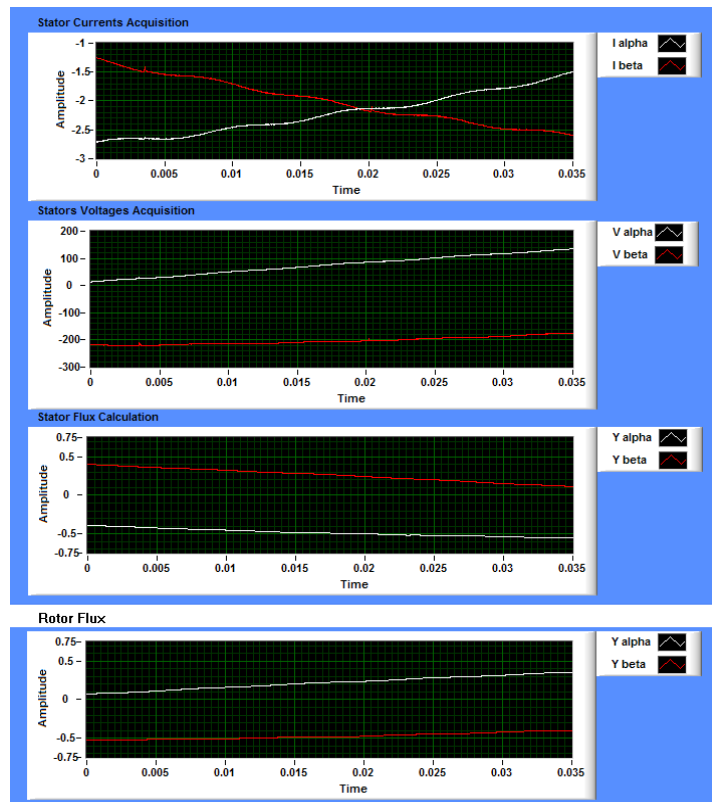 Stator Currents Acquisition
I alpha
I beta
Amplitude
-1
-1.5
-2
-2.5
-3
0 0.005 0.01 0.015 0.02 0.025 0.03 0.035
Time
Stators Voltages Acquisition
V alpha
V beta
Amplitude
200
100
0
-100
-200
-300
0 0.005 0.01 0.015 0.02 0.025 0.03 0.035
Time
Stator Flux Calculation
Y alpha
Y beta
Amplitude
0.75
0.5
0
-0.5
-0.75
0 0.005 0.01 0.015 0.02 0.025 0.03 0.035
Time
Rotor Flux
Y alpha
Y beta
Amplitude
0.75
0.5
0
-0.5
-0.75
0 0.005 0.01 0.015 0.02 0.025 0.03 0.035
Time